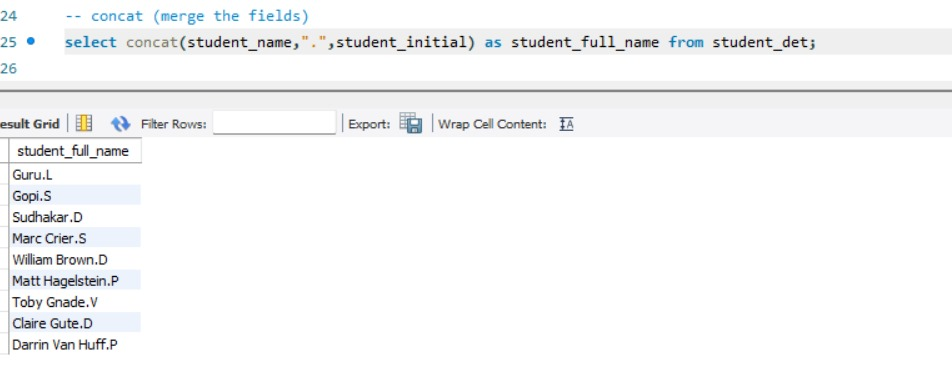 24 -- concat (merge the fields)
25 select concat(student_name,".",student_initial) as student_full_name from student_det;
26
esult Grid Filter Rows: Export: Wrap Cell Content: IA
student_full_name
Guru.L
Gopi.S
Sudhakar.D
Marc Crier.S
William Brown.D
Matt Hagelstein.P
Toby Gnade.V
Claire Gute.D
Darrin Van Huff.P